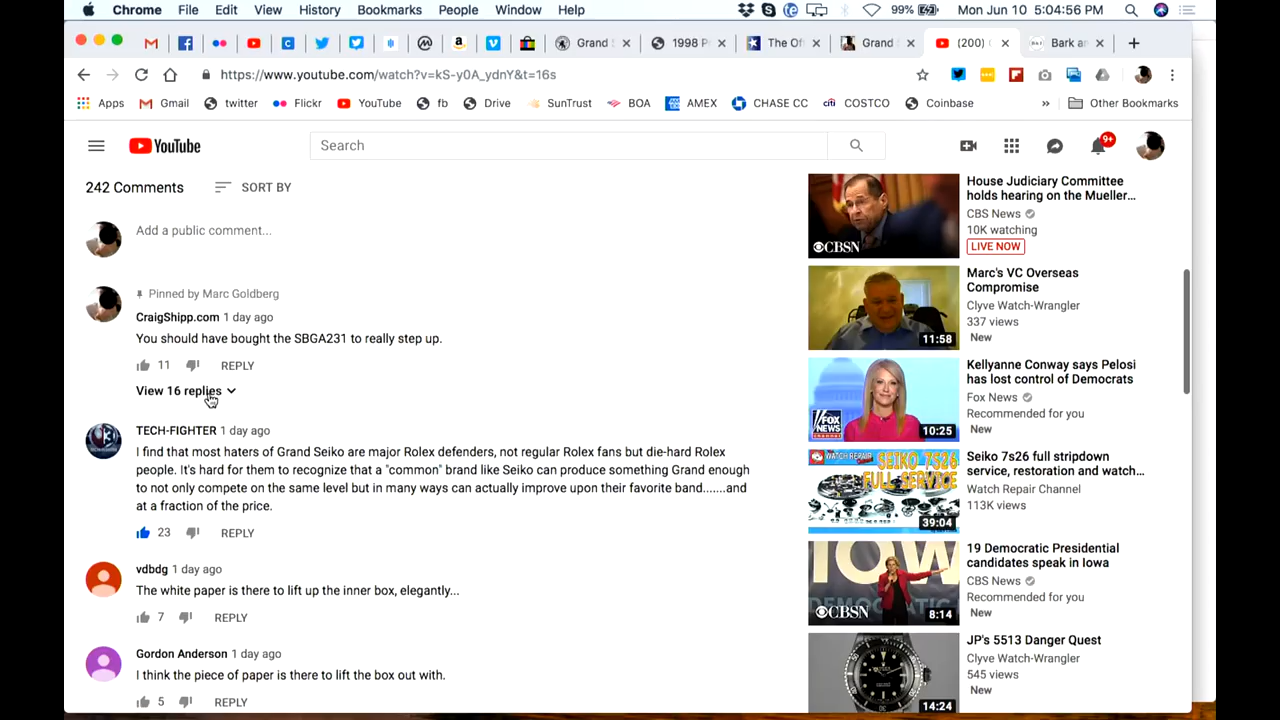 Chrome File Edit View History Bookmarks People Window Help 99% Mon Jun 10 5:04:56 PM
Grand S 1998 P The Of Grand (200) Bark an
https://www.youtube.com/watch?v=kS-y0A_ydnY&t=16s
Apps Gmail twitter Flickr YouTube fb Drive SunTrust BOA AMEX CHASE CC citi COSTCO Coinbase » Other Bookmarks
YouTube Search 9+
242 Comments SORT BY
Add a public comment...
Pinned by Marc Goldberg
CraigShipp.com 1 day ago
You should have bought the SBGA231 to really step up.
11 REPLY
View 16 replies
TECH-FIGHTER 1 day ago
I find that most haters of Grand Seiko are major Rolex defenders, not regular Rolex fans but die-hard Rolex
people. It's hard for them to recognize that a "common" brand like Seiko can produce something Grand enough
to not only compete on the same level but in many ways can actually improve upon their favorite band.......and
at a fraction of the price.
23 REPLY
vdbdg 1 day ago
The white paper is there to lift up the inner box, elegantly...
7 REPLY
Gordon Anderson 1 day ago
I think the piece of paper is there to lift the box out with.
5 REPLY
CBSN
House Judiciary Committee
holds hearing on the Mueller...
CBS News
10K watching
LIVE NOW
11:58
Marc's VC Overseas
Compromise
Clyve Watch-Wrangler
337 views
New
FOX NEWS channel
10:25
Kellyanne Conway says Pelosi
has lost control of Democrats
Fox News
Recommended for you
New
WATCH REPAIR
SEIKO 7S26
FULL SERVICE
39:04
Seiko 7s26 full stripdown
service, restoration and watch...
Watch Repair Channel
113K views
IOW
CBSN
8:14
19 Democratic Presidential
candidates speak in Iowa
CBS News
Recommended for you
New
14:24
JP's 5513 Danger Quest
Clyve Watch-Wrangler
545 views
New